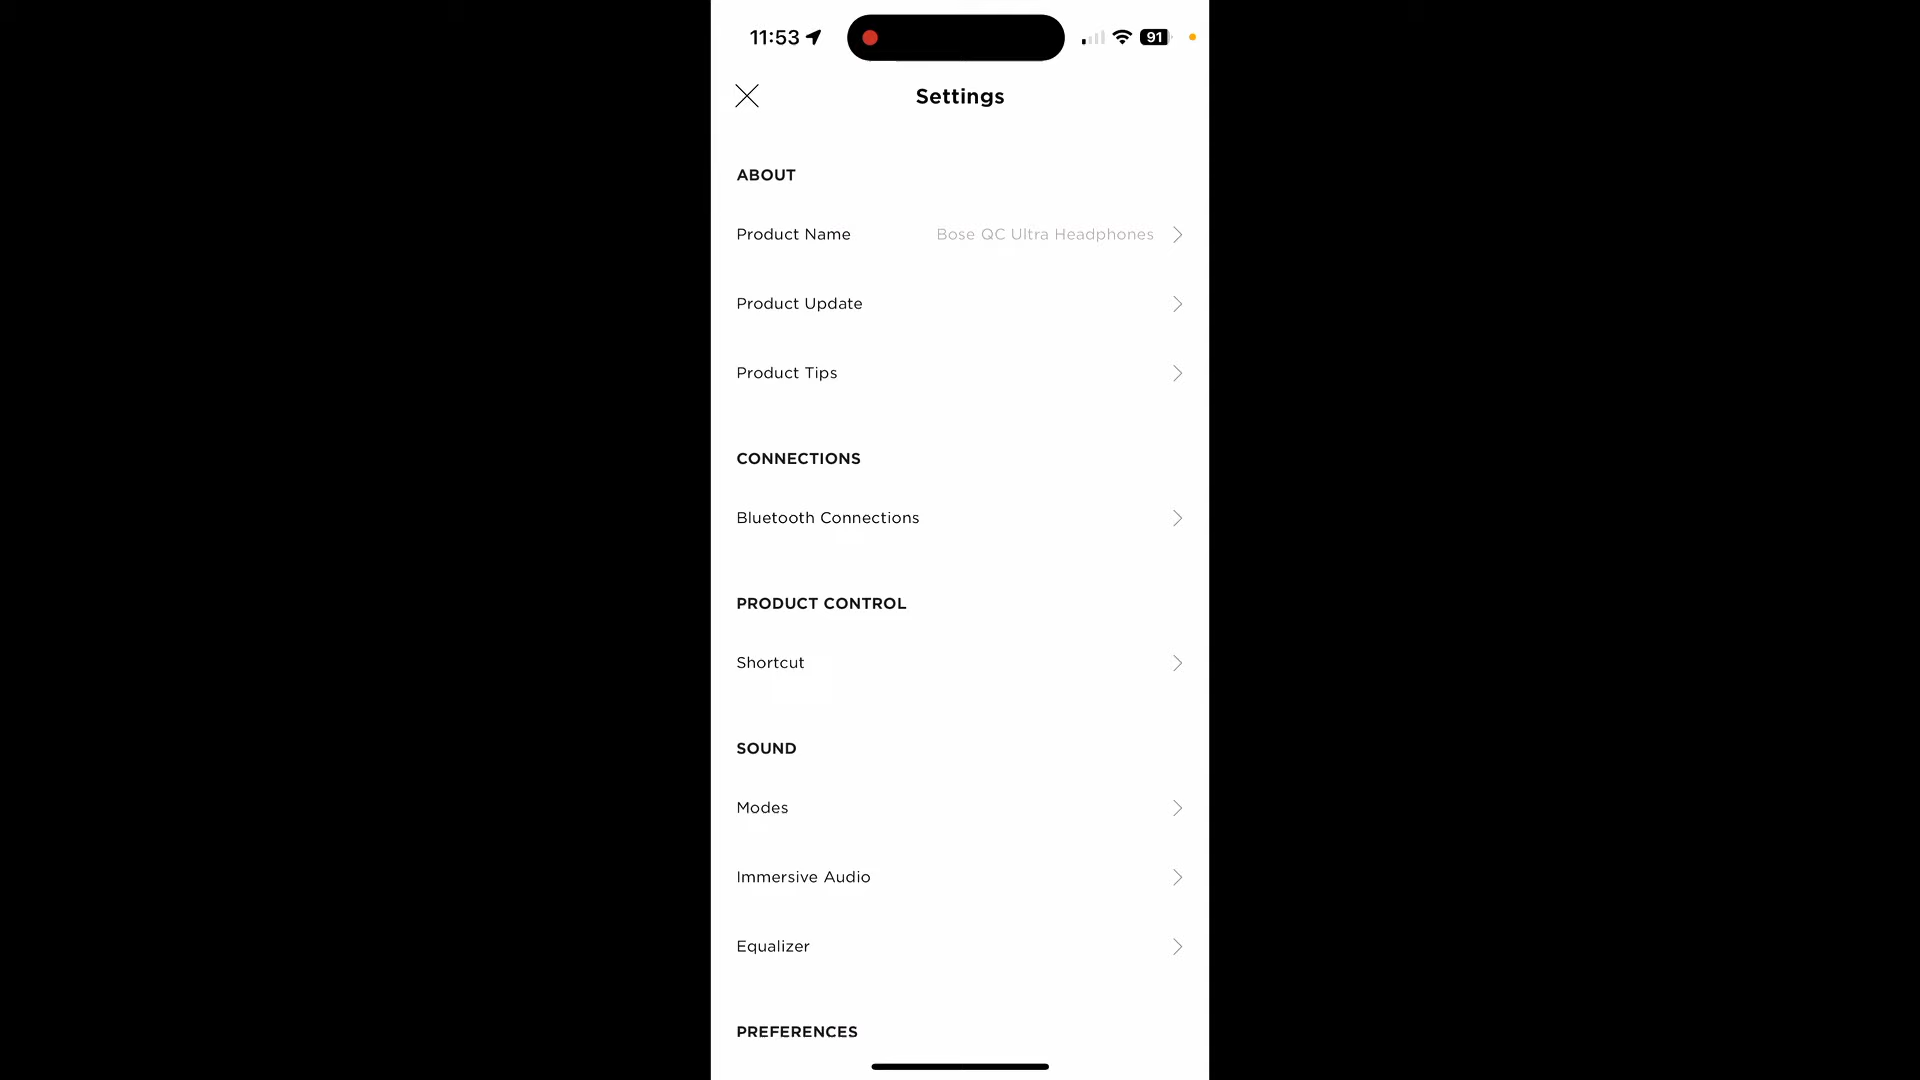 11:53
91
Settings
ABOUT
Product Name Bose QC Ultra Headphones
Product Update
Product Tips
CONNECTIONS
Bluetooth Connections
PRODUCT CONTROL
Shortcut
SOUND
Modes
Immersive Audio
Equalizer
PREFERENCES